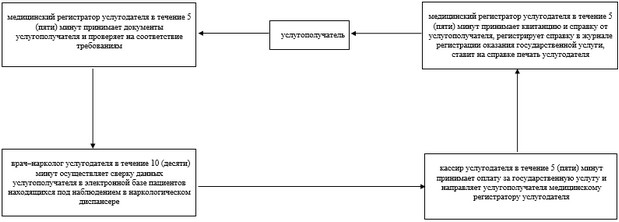 медицинский регистратор услугодателя в течение 5
(пяти) минут принимает документы
услугополучателя и проверяет на соответствие
требованиям
услугополучатель
медицинский регистратор услугодателя в течение 5
(пяти) минут принимает квитанцию и справку от
услугополучателя, регистрирует справку в журнале
регистрации оказания государственной услуги,
ставит на справке печать услугодателя
врач–нарколог услугодателя в течение 10 (десяти)
минут осуществляет сверку данных
услугополучателя в электронной базе пациентов
находящихся под наблюдением в наркологическом
диспансере
кассир услугодателя в течение 5 (пяти) минут
принимает оплату за государственную услугу и
направляет услугополучателя медицинскому
регистратору услугодателя